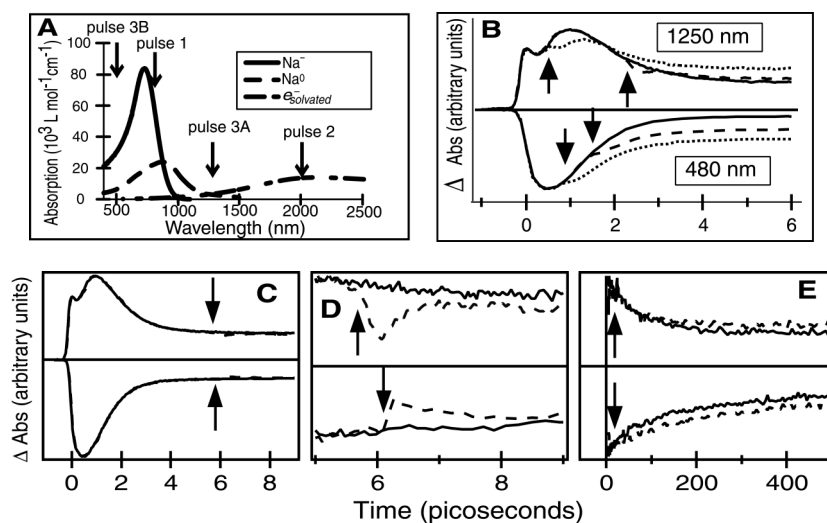 A
pulse 3B
pulse 1
Na⁻
Na⁰
e⁻solvated
pulse 3A
pulse 2
Absorption (10³ L mol⁻¹cm⁻¹)
100
80
60
40
20
0
500
1000
1500
2000
2500
Wavelength (nm)
B
1250 nm
480 nm
Δ Abs (arbitrary units)
0
2
4
6
C
D
E
Δ Abs (arbitrary units)
0
2
4
6
8
6
8
0
200
400
Time (picoseconds)